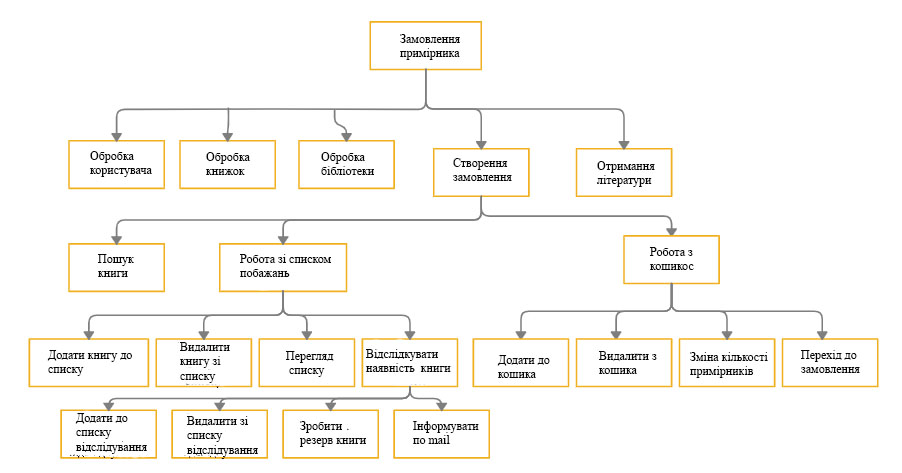 Замовлення
примірника
Обробка
користувача
Обробка
книжок
Обробка
бібліотеки
Створення
замовлення
Отримання
літератури
Пошук
книги
Робота зі списком
побажань
Робота з
кошикос
Додати книгу до
списку
Видалити
книгу зі
списку
Перегляд
списку
Відслідкувати
наявність книги
Додати до
кошика
Видалити з
кошика
Зміна кількості
примірників
Перехід до
замовлення
Додати до
списку
відслідування
Видалити зі
списку
відслідування
Зробити .
резерв книги
Інформувати
по mail